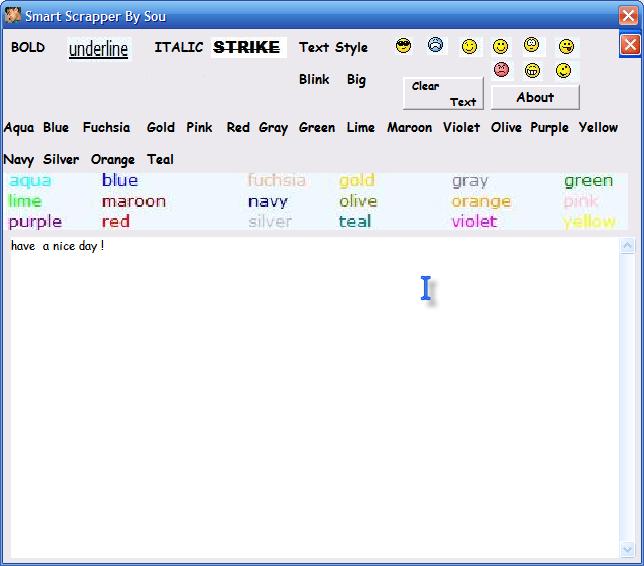 Smart Scrapper By Sou
BOLD underline ITALIC STRIKE Text Style
Blink Big Clear Text About
Aqua Blue Fuchsia Gold Pink Red Gray Green Lime Maroon Violet Olive Purple Yellow
Navy Silver Orange Teal
aqua blue fuchsia gold gray green
lime maroon navy olive orange pink
purple red silver teal violet yellow
have a nice day !